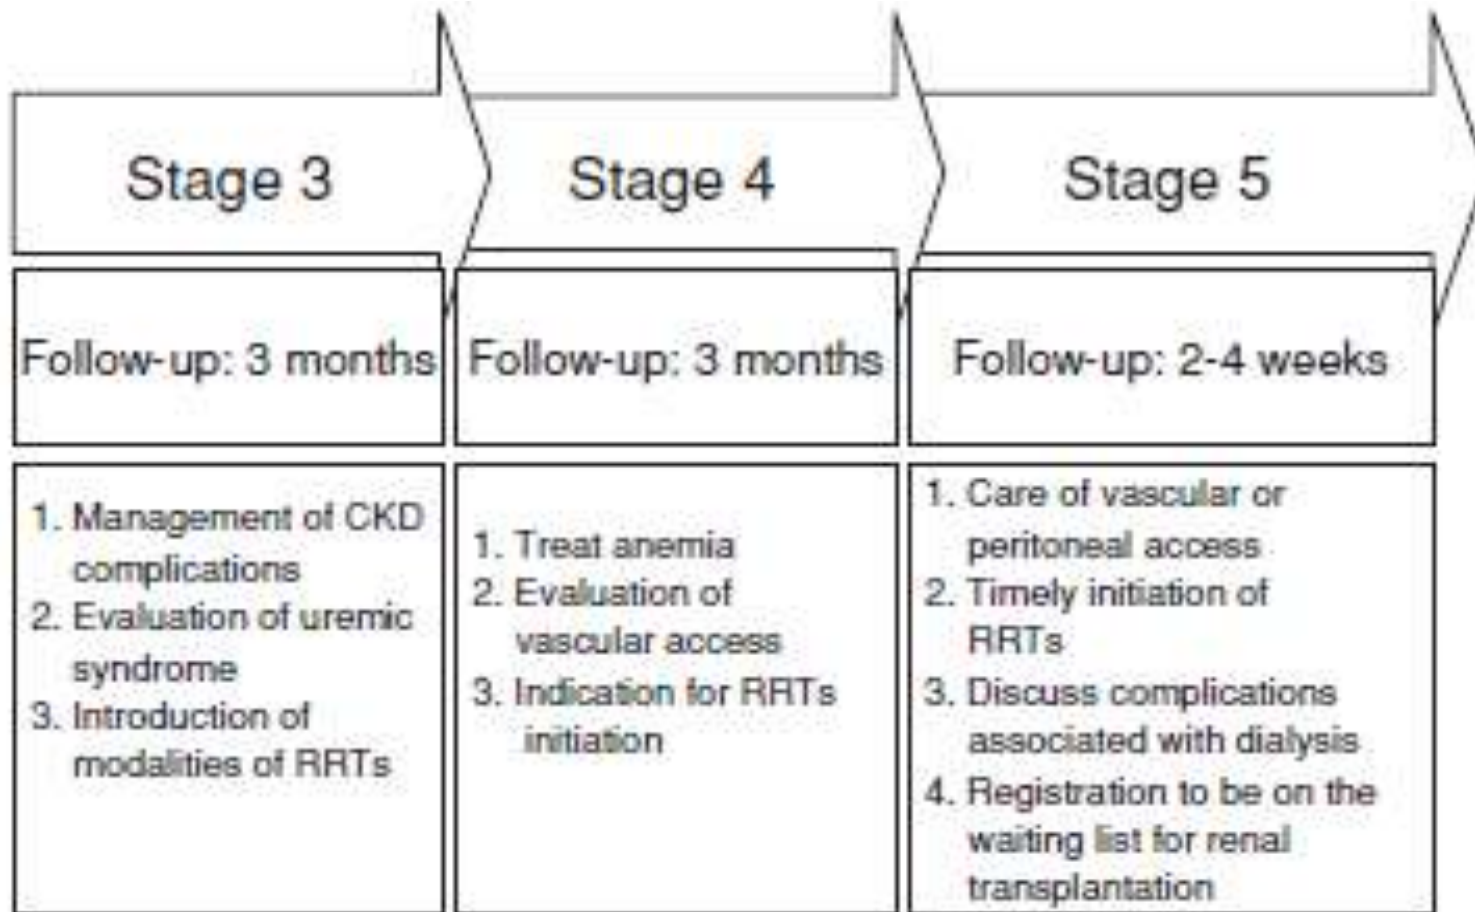 Stage 3
Stage 4
Stage 5
Follow-up: 3 months
Follow-up: 3 months
Follow-up: 2-4 weeks
1. Management of CKD
complications
2. Evaluation of uremic
syndrome
3. Introduction of
modalities of RRTs
1. Treat anemia
2. Evaluation of
vascular access
3. Indication for RRTs
initiation
1. Care of vascular or
peritoneal access
2. Timely initiation of
RRTs
3. Discuss complications
associated with dialysis
4. Registration to be on the
waiting list for renal
transplantation